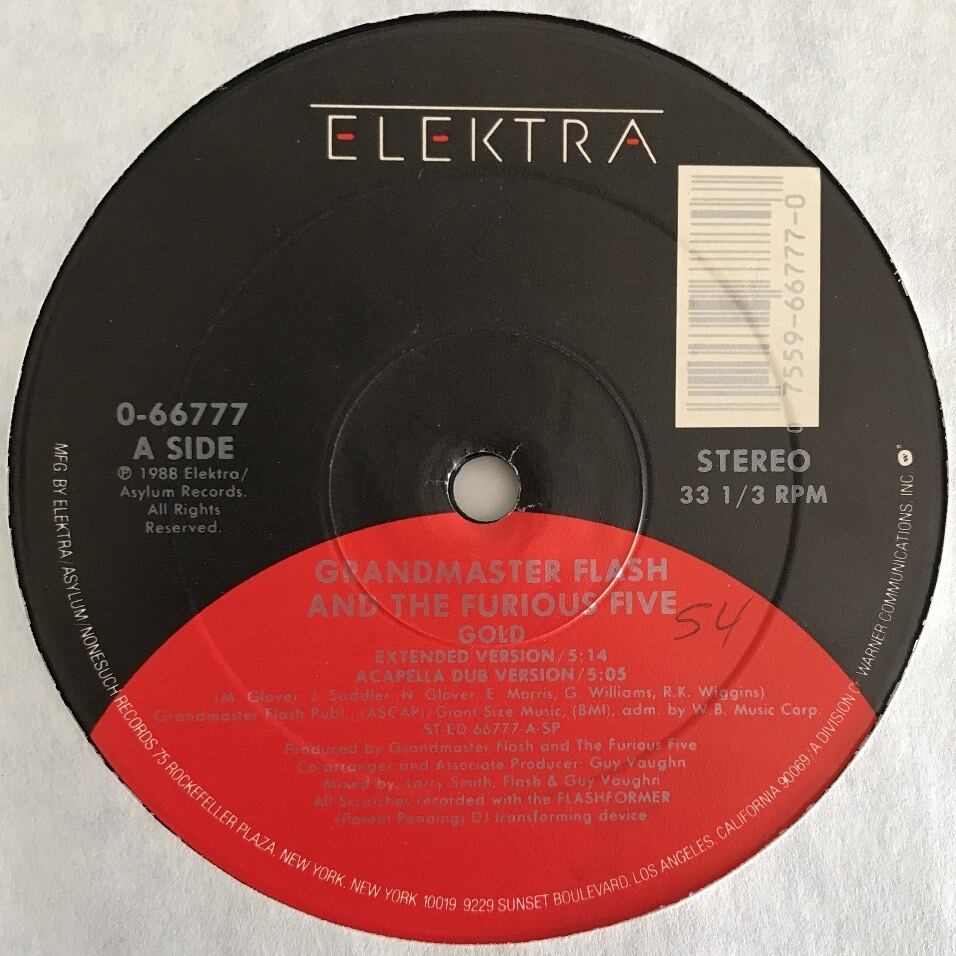 ELEKTRA
0 7559-66777-0
0-66777
A SIDE
℗ 1988 Elektra/
Asylum Records.
All Rights
Reserved.
STEREO
33 1/3 RPM
GRANDMASTER FLASH
AND THE FURIOUS FIVE
54
GOLD
EXTENDED VERSION/5:14
ACAPELLA DUB VERSION/5:05
(M. Glover, J. Saddler, N. Glover, E. Morris, G. Williams, R.K. Wiggins)
Grandmaster Flash Publ., (ASCAP)/Grant Size Music, (BMI), adm. by W.B. Music Corp.
ST-ED-66777-A-SP
Produced by Grandmaster Flash and The Furious Five
Co-arranger and Associate Producer: Guy Vaughn
Mixed by: Larry Smith, Flash & Guy Vaughn
All Scratches recorded with the FLASHFORMER
(Patent Pending) DJ transforming device
MFG. BY ELEKTRA/ASYLUM/NONESUCH RECORDS 75 ROCKEFELLER PLAZA, NEW YORK, NEW YORK 10019. 9229 SUNSET BOULEVARD, LOS ANGELES, CALIFORNIA 90069/A DIVISION OF WARNER COMMUNICATIONS, INC.